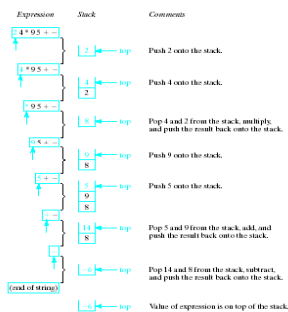 Expression Stack Comments
2 4 * 9 5 + −
2 top Push 2 onto the stack.
4 * 9 5 + −
4 top Push 4 onto the stack.
2
* 9 5 + −
8 top Pop 4 and 2 from the stack, multiply,
and push the result back onto the stack.
9 5 + −
9 top Push 9 onto the stack.
8
5 + −
5 top Push 5 onto the stack.
9
8
+ −
14 top Pop 5 and 9 from the stack, add, and
8 push the result back onto the stack.
−
−6 top Pop 14 and 8 from the stack, subtract,
and push the result back onto the stack.
(end of string)
−6 top Value of expression is on top of the stack.